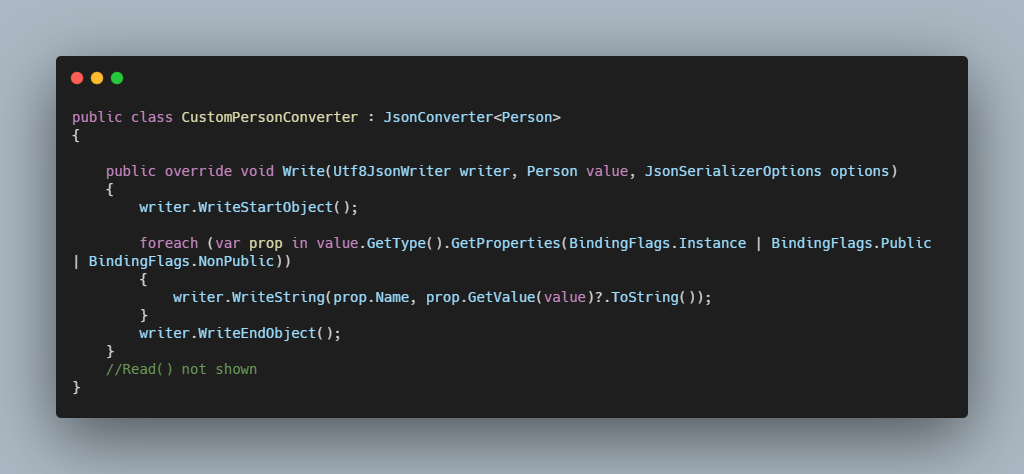 public class CustomPersonConverter : JsonConverter<Person>
{
    public override void Write(Utf8JsonWriter writer, Person value, JsonSerializerOptions options)
    {
        writer.WriteStartObject();
        foreach (var prop in value.GetType().GetProperties(BindingFlags.Instance | BindingFlags.Public
| BindingFlags.NonPublic))
        {
            writer.WriteString(prop.Name, prop.GetValue(value)?.ToString());
        }
        writer.WriteEndObject();
    }
    //Read() not shown
}